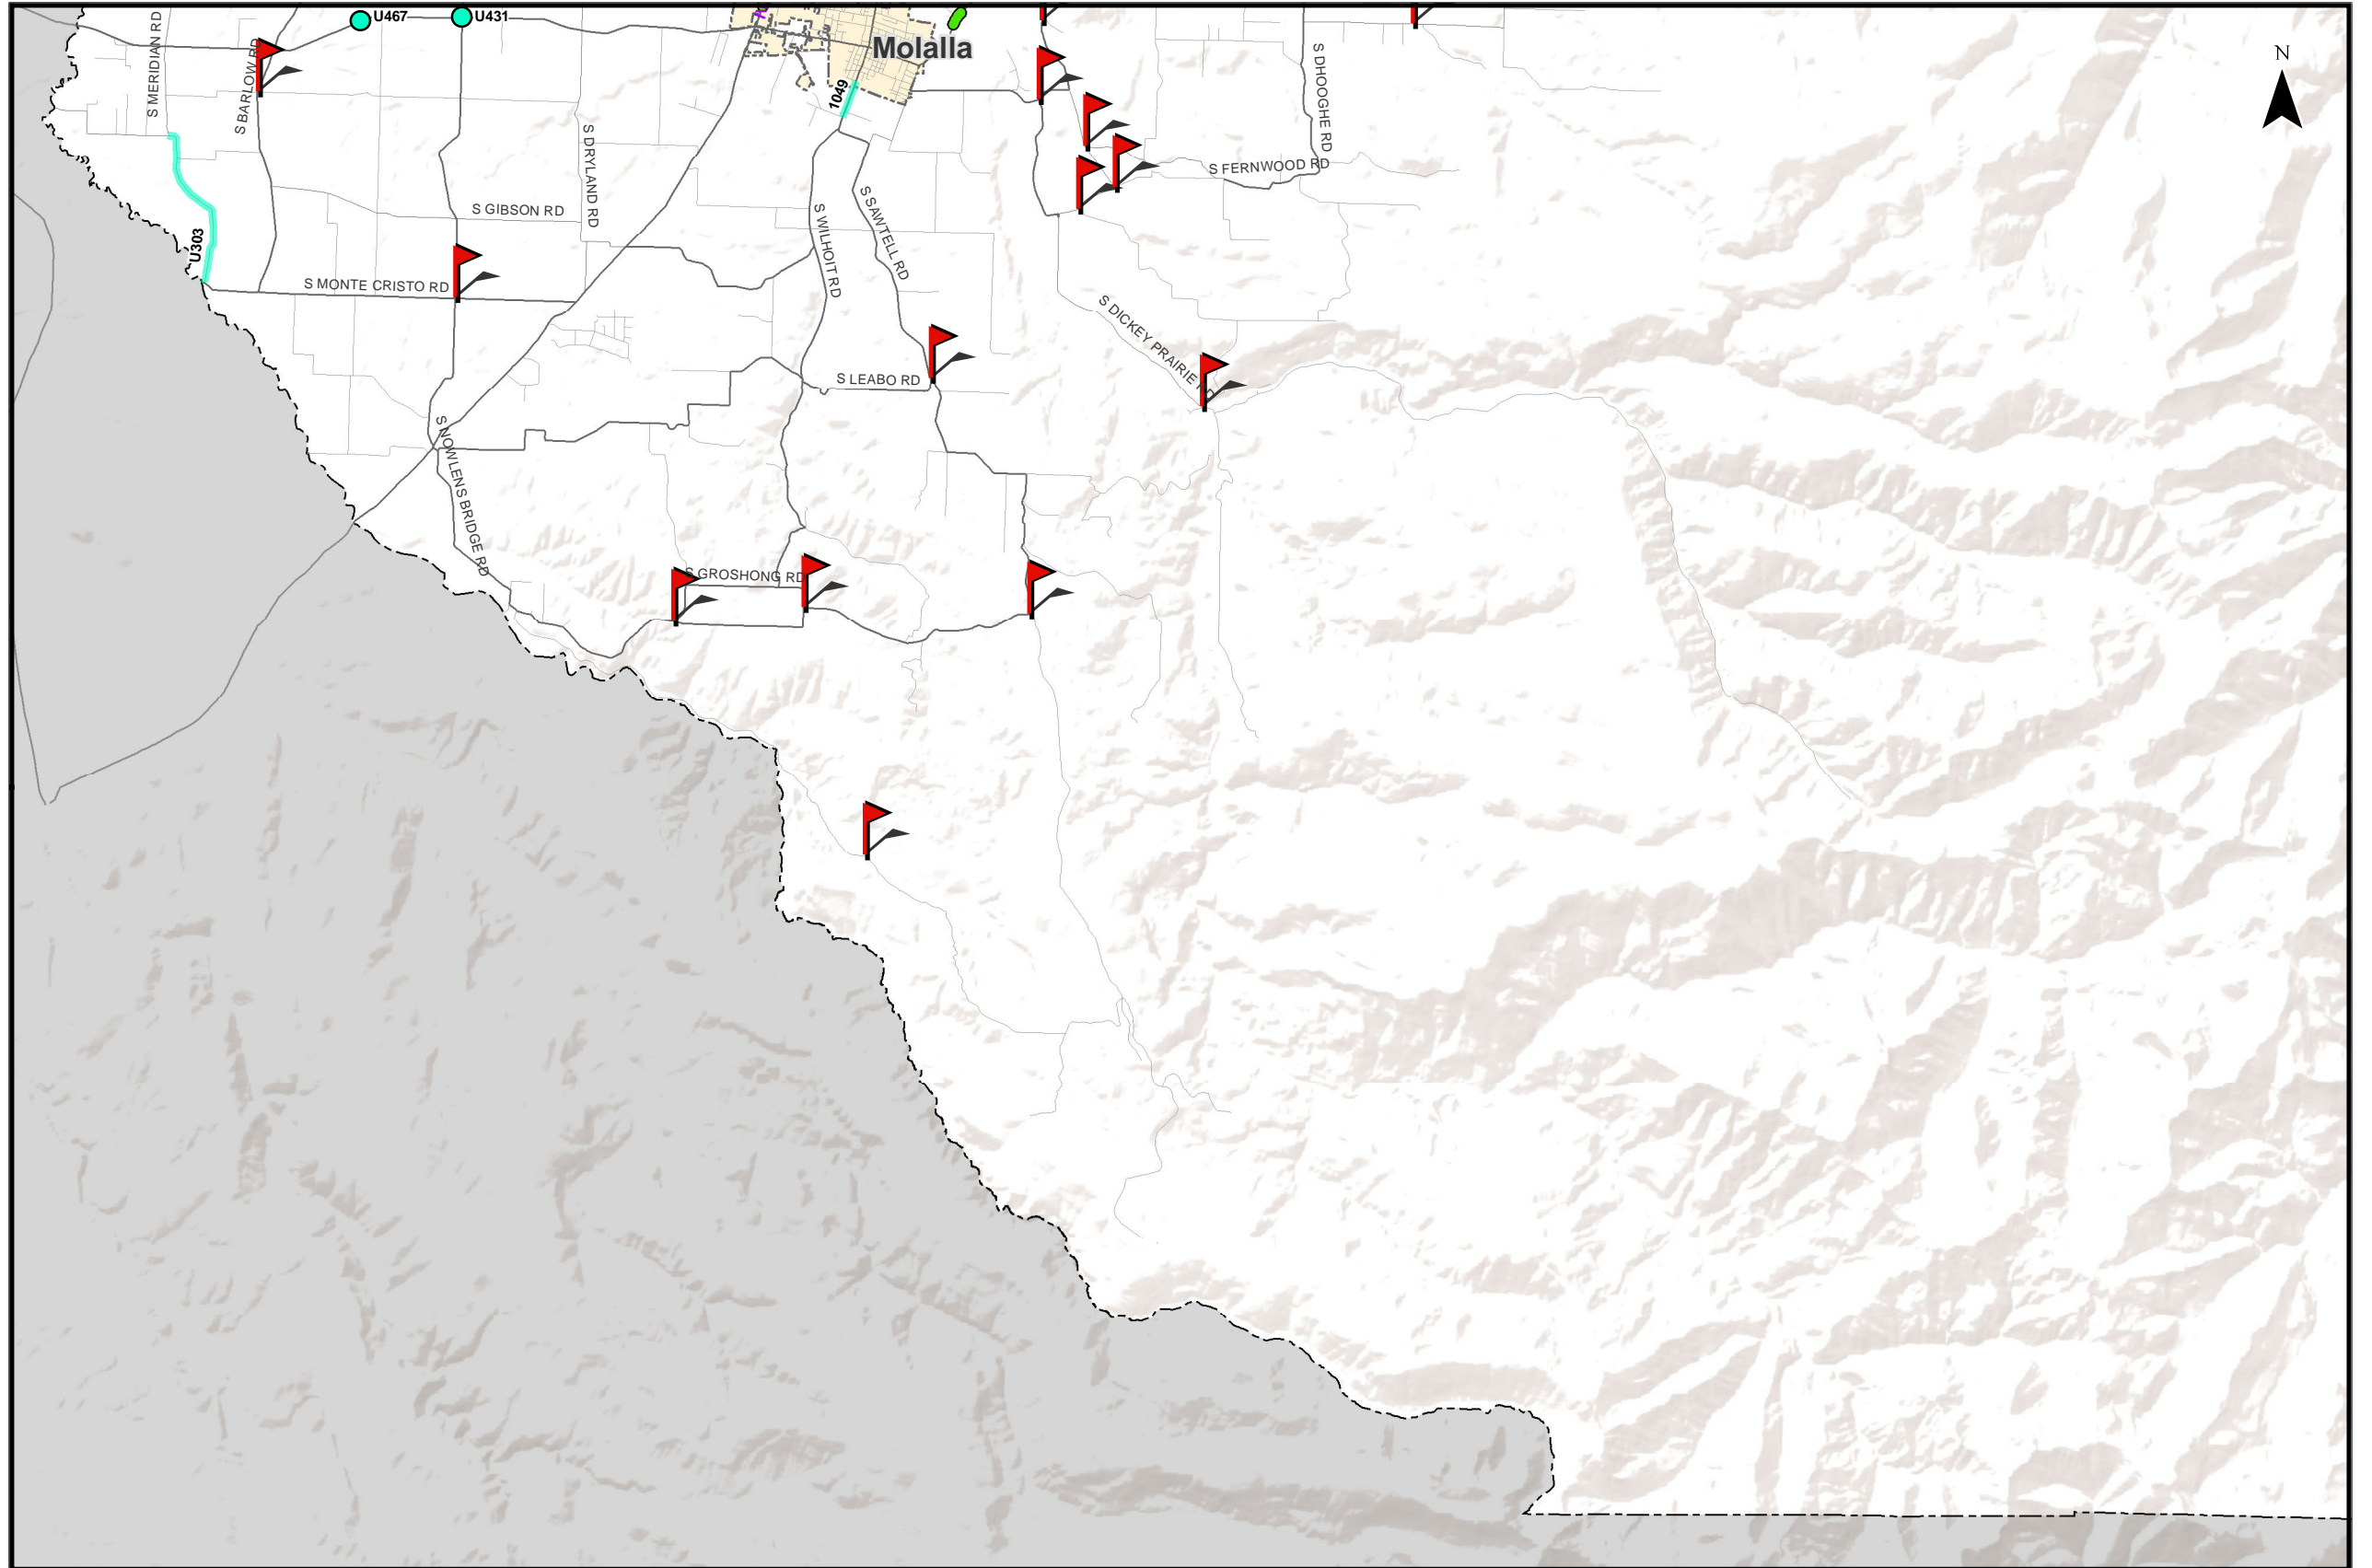 S MERIDIAN RD
U467
U431
Molalla
N
S BARLOW RD
1049
S DHOOGHE RD
S DRYLAND RD
S FERNWOOD RD
S GIBSON RD
S WILHOIT RD
S SAWTELL RD
U303
S MONTE CRISTO RD
S DICKEY PRAIRIE RD
S LEABO RD
S NOWLENS BRIDGE RD
S GROSHONG RD